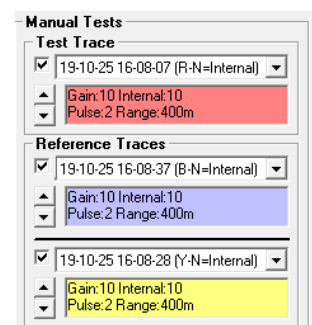 Manual Tests
Test Trace
19-10-25 16-08-07 (R-N=Internal)
Gain:10 Internal:10
Pulse:2 Range:400m
Reference Traces
19-10-25 16-08-37 (B-N=Internal)
Gain:10 Internal:10
Pulse:2 Range:400m
19-10-25 16-08-28 (Y-N=Internal)
Gain:10 Internal:10
Pulse:2 Range:400m